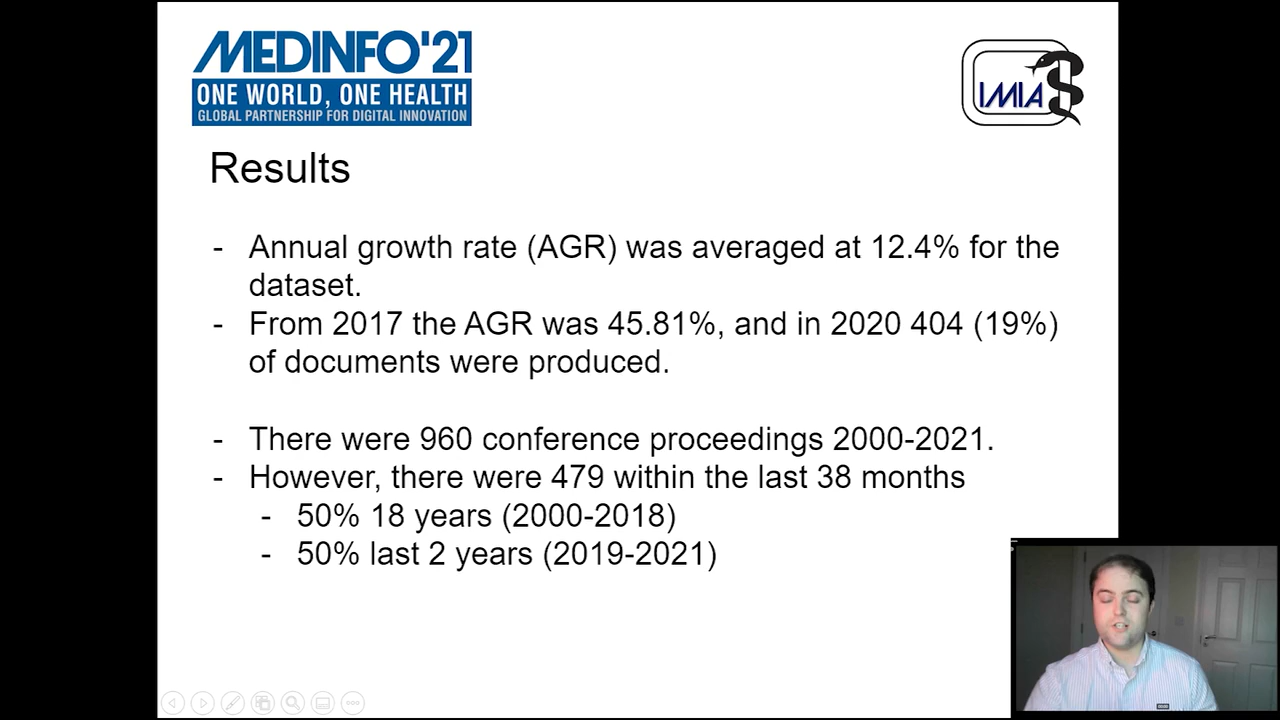 MEDINFO'21
ONE WORLD, ONE HEALTH
GLOBAL PARTNERSHIP FOR DIGITAL INNOVATION
IMIA
Results
- Annual growth rate (AGR) was averaged at 12.4% for the
dataset.
- From 2017 the AGR was 45.81%, and in 2020 404 (19%)
of documents were produced.
- There were 960 conference proceedings 2000-2021.
- However, there were 479 within the last 38 months
- 50% 18 years (2000-2018)
- 50% last 2 years (2019-2021)